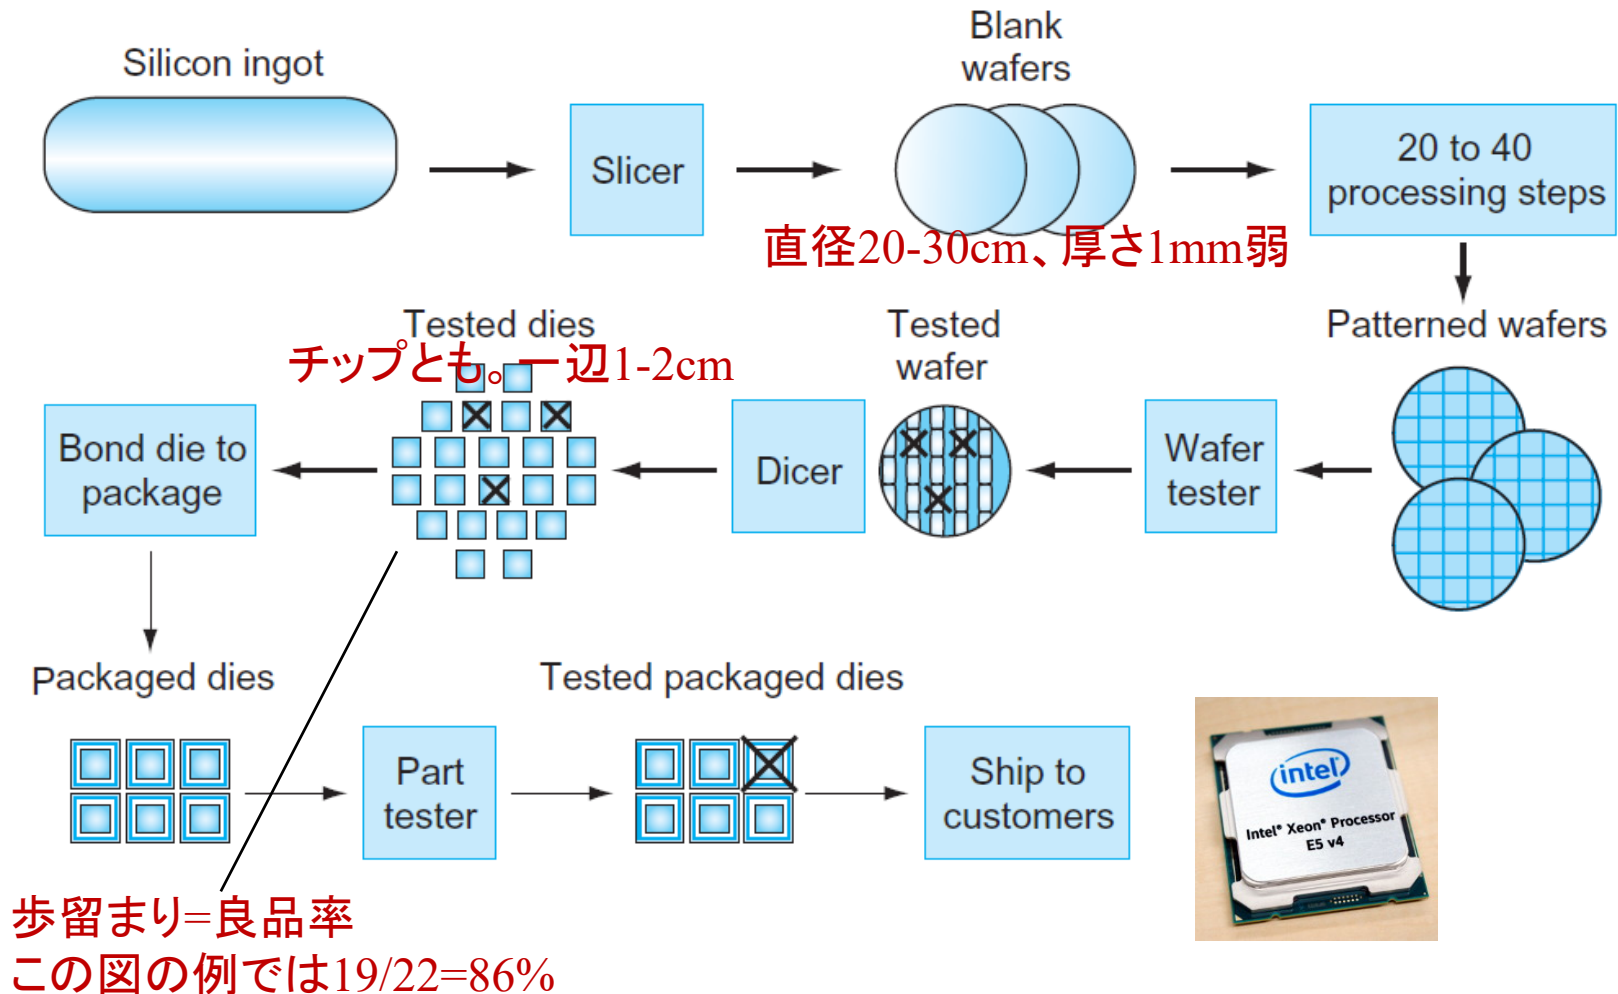 Silicon ingot
Slicer
Blank
wafers
20 to 40
processing steps
直径20-30cm、厚さ1mm弱
Tested dies
チップとも。一辺1-2cm
Tested
wafer
Patterned wafers
Bond die to
package
Dicer
Wafer
tester
Packaged dies
Tested packaged dies
Part
tester
Ship to
customers
intel
Intel® Xeon® Processor
E5 v4
歩留まり=良品率
この図の例では19/22=86%